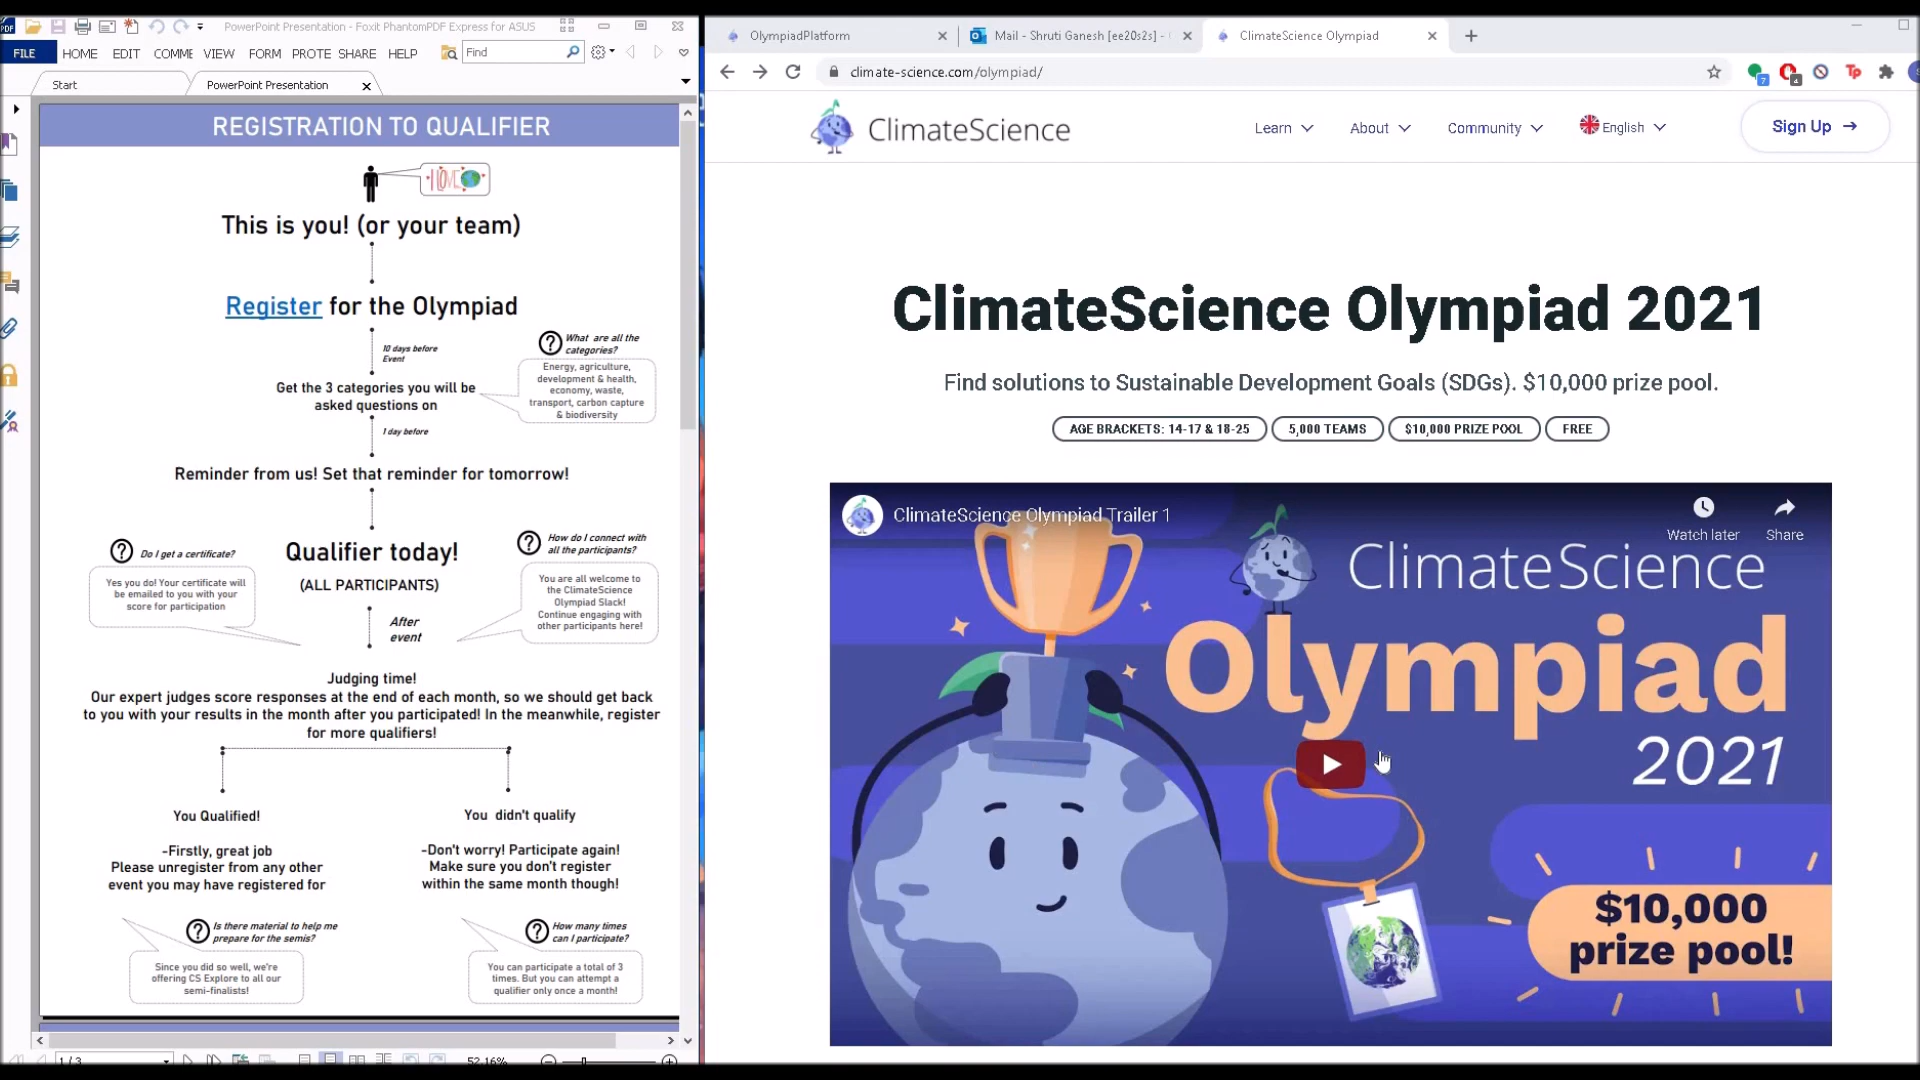 PowerPoint Presentation - Foxit PhantomPDF Express for ASUS
FILE HOME EDIT COMME VIEW FORM PROTE SHARE HELP Find
Start PowerPoint Presentation
REGISTRATION TO QUALIFIER
I LOVE
This is you! (or your team)
Register for the Olympiad
10 days before
Event
What are all the
categories?
Energy, agriculture,
development & health,
economy, waste,
transport, carbon capture
& biodiversity
Get the 3 categories you will be
asked questions on
1 day before
Reminder from us! Set that reminder for tomorrow!
Do I get a certificate?
Yes you do! Your certificate will
be emailed to you with your
score for participation
Qualifier today!
(ALL PARTICIPANTS)
How do I connect with
all the participants?
You are all welcome to
the ClimateScience
Olympiad Slack!
Continue engaging with
other participants here!
After
event
Judging time!
Our expert judges score responses at the end of each month, so we should get back
to you with your results in the month after you participated! In the meanwhile, register
for more qualifiers!
You Qualified!
-Firstly, great job
Please unregister from any other
event you may have registered for
Is there material to help me
prepare for the semis?
Since you did so well, we're
offering CS Explore to all our
semi-finalists!
You didn't qualify
-Don't worry! Participate again!
Make sure you don't register
within the same month though!
How many times
can I participate?
You can participate a total of 3
times. But you can attempt a
qualifier only once a month!
1 / 3 52.16%
OlympiadPlatform Mail - Shruti Ganesh [ee20s2s] - ClimateScience Olympiad
climate-science.com/olympiad/
ClimateScience Learn About Community English Sign Up
ClimateScience Olympiad 2021
Find solutions to Sustainable Development Goals (SDGs). $10,000 prize pool.
AGE BRACKETS: 14-17 & 18-25 5,000 TEAMS $10,000 PRIZE POOL FREE
ClimateScience Olympiad Trailer 1
Watch later Share
ClimateScience
Olympiad
2021
$10,000
prize pool!